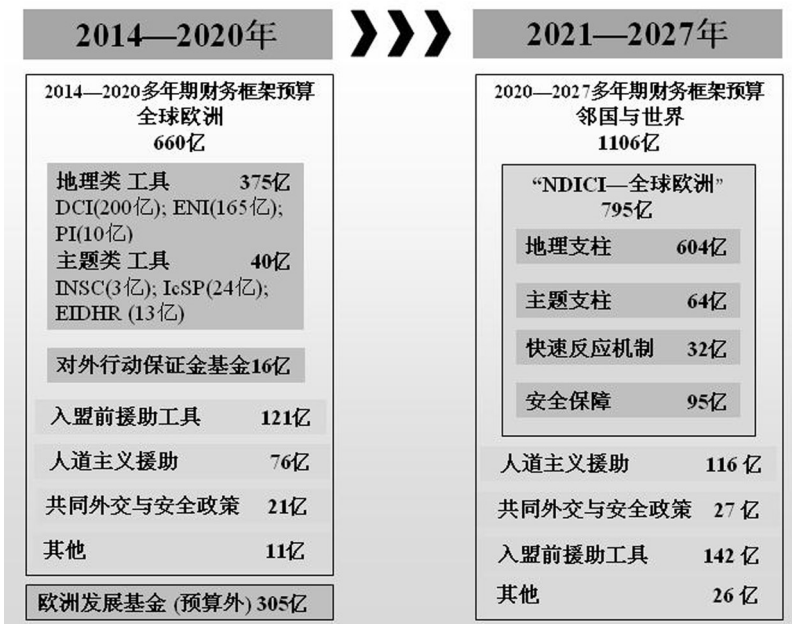 2014—2020年
2014—2020多年期财务框架预算
全球欧洲
660亿
地理类 工具 375亿
DCI(200亿); ENI(165亿);
PI(10亿)
主题类 工具 40亿
INSC(3亿); IcSP(24亿);
EIDHR (13亿)
对外行动保证金基金16亿
入盟前援助工具 121亿
人道主义援助 76亿
共同外交与安全政策 21亿
其他 11亿
欧洲发展基金 (预算外) 305亿
2021—2027年
2020—2027多年期财务框架预算
邻国与世界
1106亿
“NDICI—全球欧洲”
795亿
地理支柱 604亿
主题支柱 64亿
快速反应机制 32亿
安全保障 95亿
人道主义援助 116 亿
共同外交与安全政策 27 亿
入盟前援助工具 142 亿
其他 26 亿